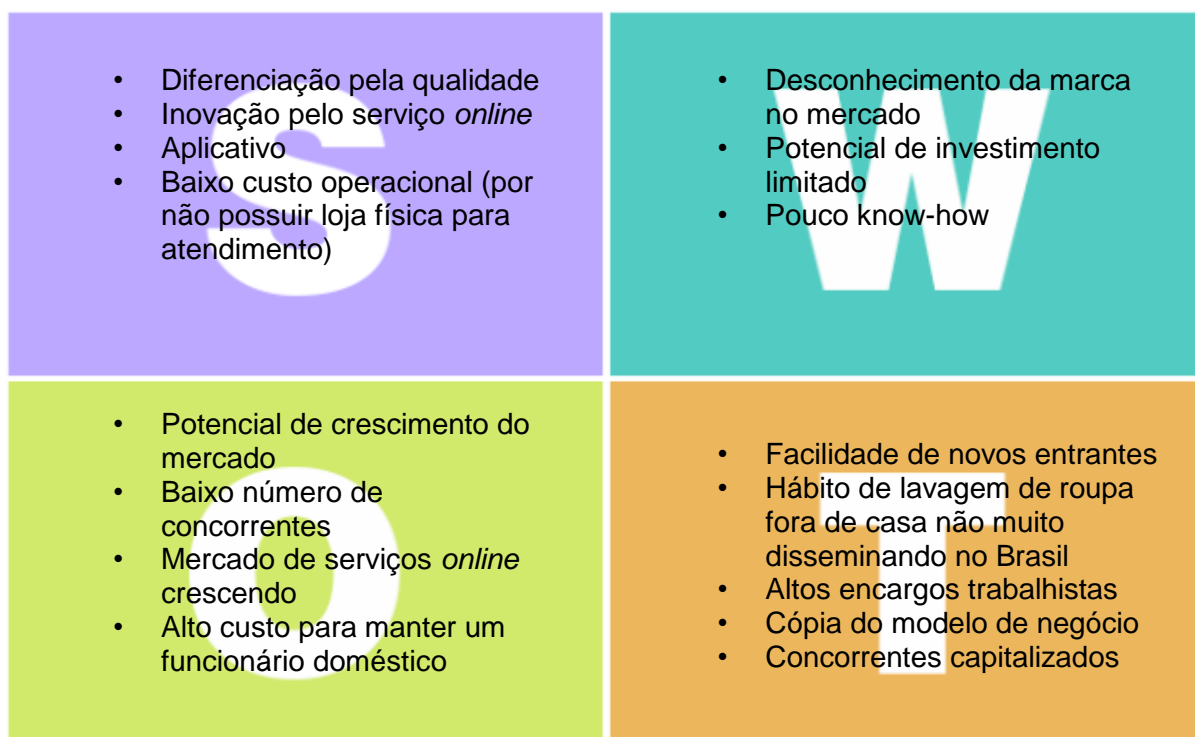 S
• Diferenciação pela qualidade
• Inovação pelo serviço online
• Aplicativo
• Baixo custo operacional (por
não possuir loja física para
atendimento)
W
• Desconhecimento da marca
no mercado
• Potencial de investimento
limitado
• Pouco know-how
O
• Potencial de crescimento do
mercado
• Baixo número de
concorrentes
• Mercado de serviços online
crescendo
• Alto custo para manter um
funcionário doméstico
T
• Facilidade de novos entrantes
• Hábito de lavagem de roupa
fora de casa não muito
disseminando no Brasil
• Altos encargos trabalhistas
• Cópia do modelo de negócio
• Concorrentes capitalizados